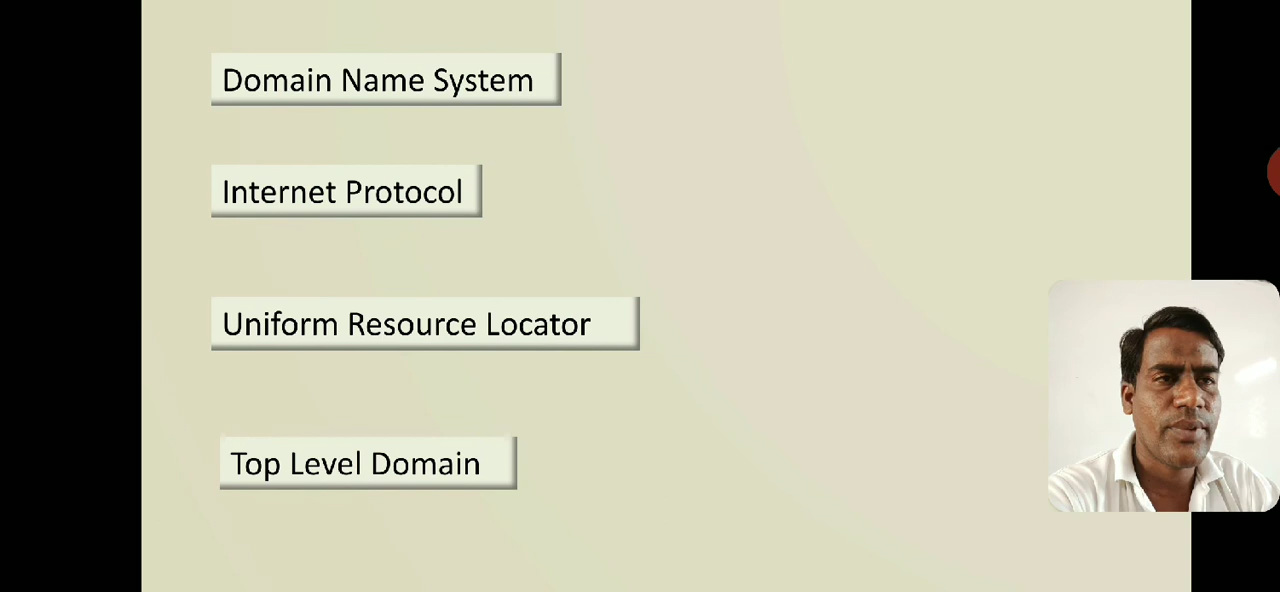 Domain Name System
Internet Protocol
Uniform Resource Locator
Top Level Domain